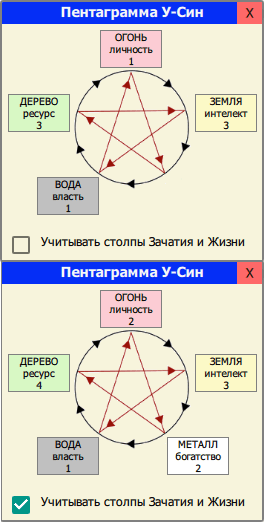 Пентаграмма У-Син X
ОГОНЬ
личность
1
ДЕРЕВО
ресурс
3
ЗЕМЛЯ
интелект
3
ВОДА
власть
1
Учитывать столпы Зачатия и Жизни
Пентаграмма У-Син X
ОГОНЬ
личность
2
ДЕРЕВО
ресурс
4
ЗЕМЛЯ
интелект
3
ВОДА
власть
1
МЕТАЛЛ
богатство
2
Учитывать столпы Зачатия и Жизни